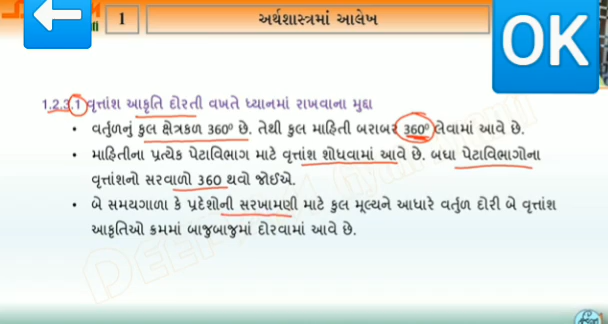 1
અર્થશાસ્ત્રમાં આલેખ
OK
1.2.3.1 વૃત્તાંશ આકૃતિ દોરતી વખતે ધ્યાનમાં રાખવાના મુદ્દા
• વર્તુળનું કુલ ક્ષેત્રફળ 360⁰ છે. તેથી કુલ માહિતી બરાબર 360⁰ લેવામાં આવે છે.
• માહિતીના પ્રત્યેક પેટાવિભાગ માટે વૃત્તાંશ શોધવામાં આવે છે. બધા પેટાવિભાગોના
વૃત્તાંશનો સરવાળો 360 થવો જોઈએ.
• બે સમયગાળા કે પ્રદેશોની સરખામણી માટે કુલ મૂલ્યને આધારે વર્તુળ દોરી બે વૃત્તાંશ
આકૃતિઓ ક્રમમાં બાજુબાજુમાં દોરવામાં આવે છે.